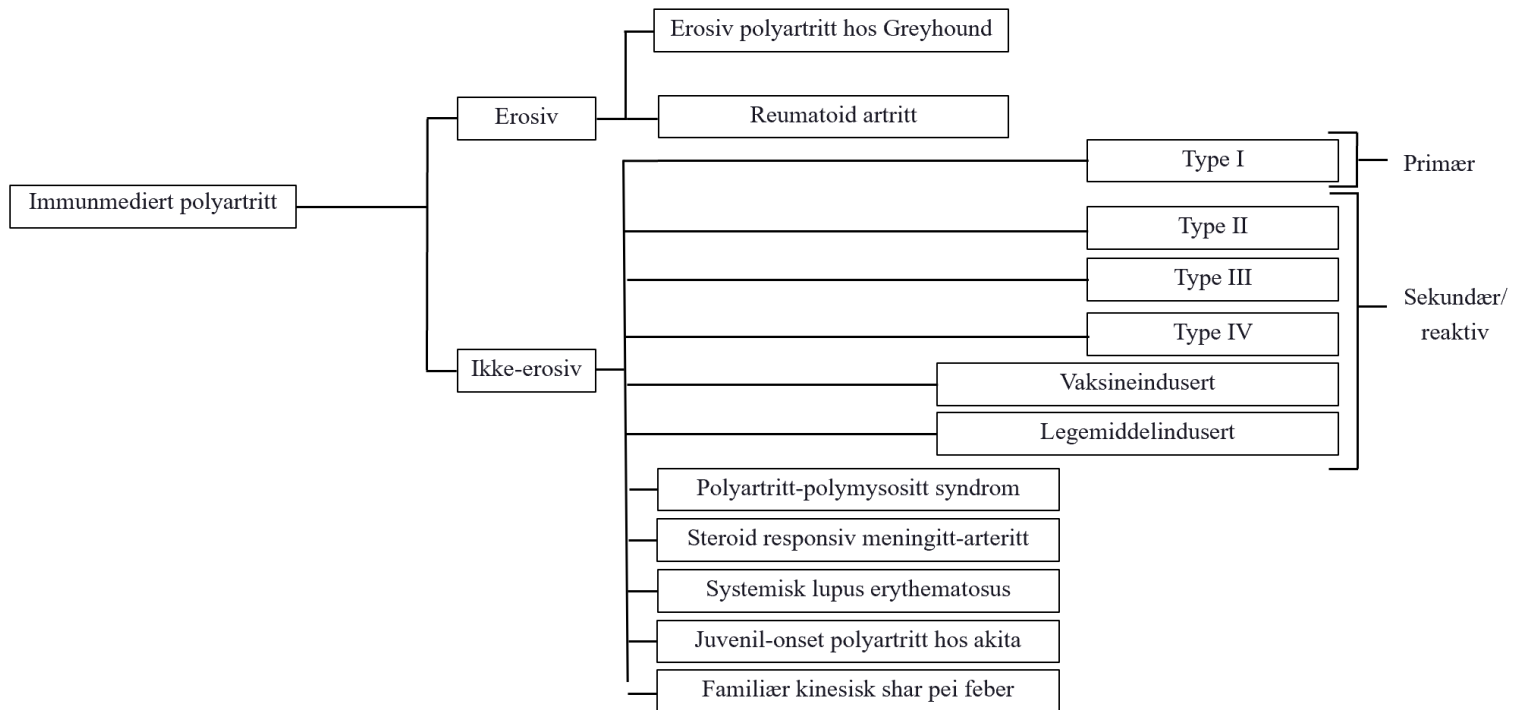 Erosiv polyartritt hos Greyhound
Erosiv
Reumatoid artritt
Type I
Primær
Immunmediert polyartritt
Type II
Type III
Sekundær/
reaktiv
Type IV
Ikke-erosiv
Vaksineindusert
Legemiddelindusert
Polyartritt-polymysositt syndrom
Steroid responsiv meningitt-arteritt
Systemisk lupus erythematosus
Juvenil-onset polyartritt hos akita
Familiær kinesisk shar pei feber